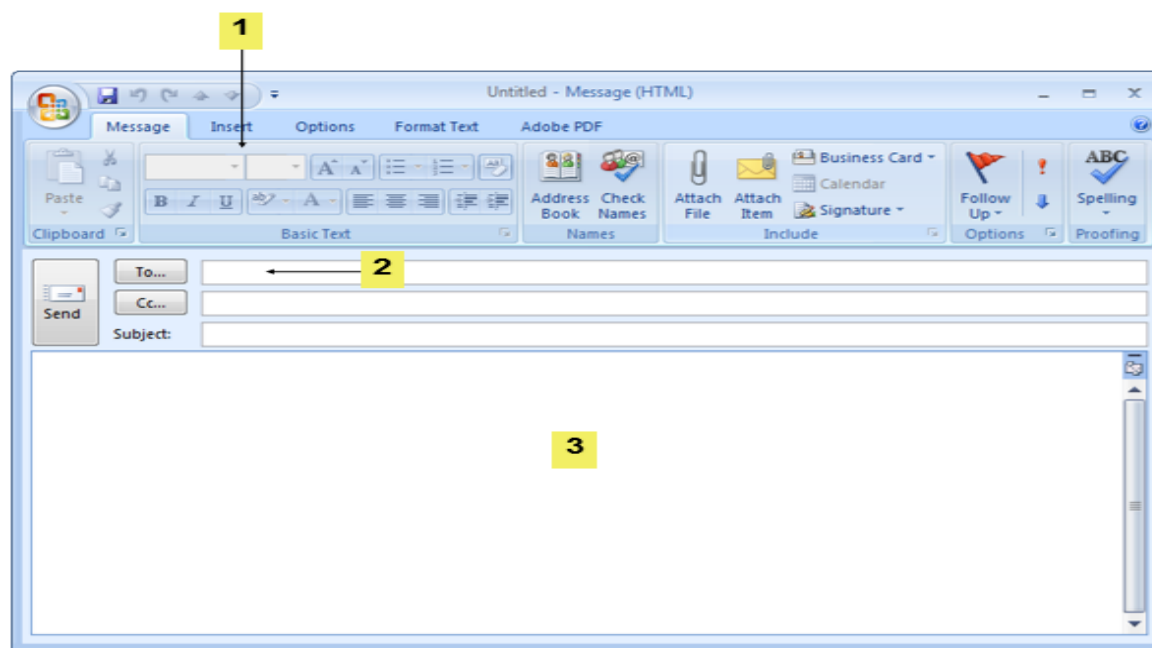 1
Untitled - Message (HTML)
Message Insert Options Format Text Adobe PDF
Paste
B I U ab A
A A
Address Book
Check Names
Attach File
Attach Item
Business Card
Calendar
Signature
Follow Up
ABC
Spelling
Clipboard Basic Text Names Include Options Proofing
To...
2
Send
Cc...
Subject:
3